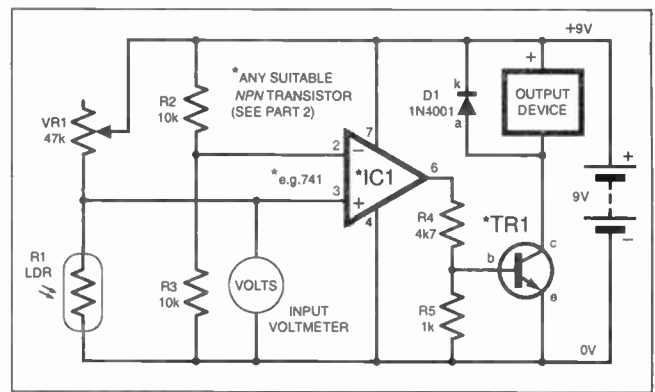 +9V
*ANY SUITABLE
NPN TRANSISTOR
(SEE PART 2)
R2
10k
VR1
47k
k
D1
1N4001
a
+
OUTPUT
DEVICE
7
2
−
*e.g.741
*IC1
6
3
+
4
9V
+
−
R4
4k7
*TR1
c
b
e
R1
LDR
R3
10k
VOLTS
INPUT
VOLTMETER
R5
1k
0V